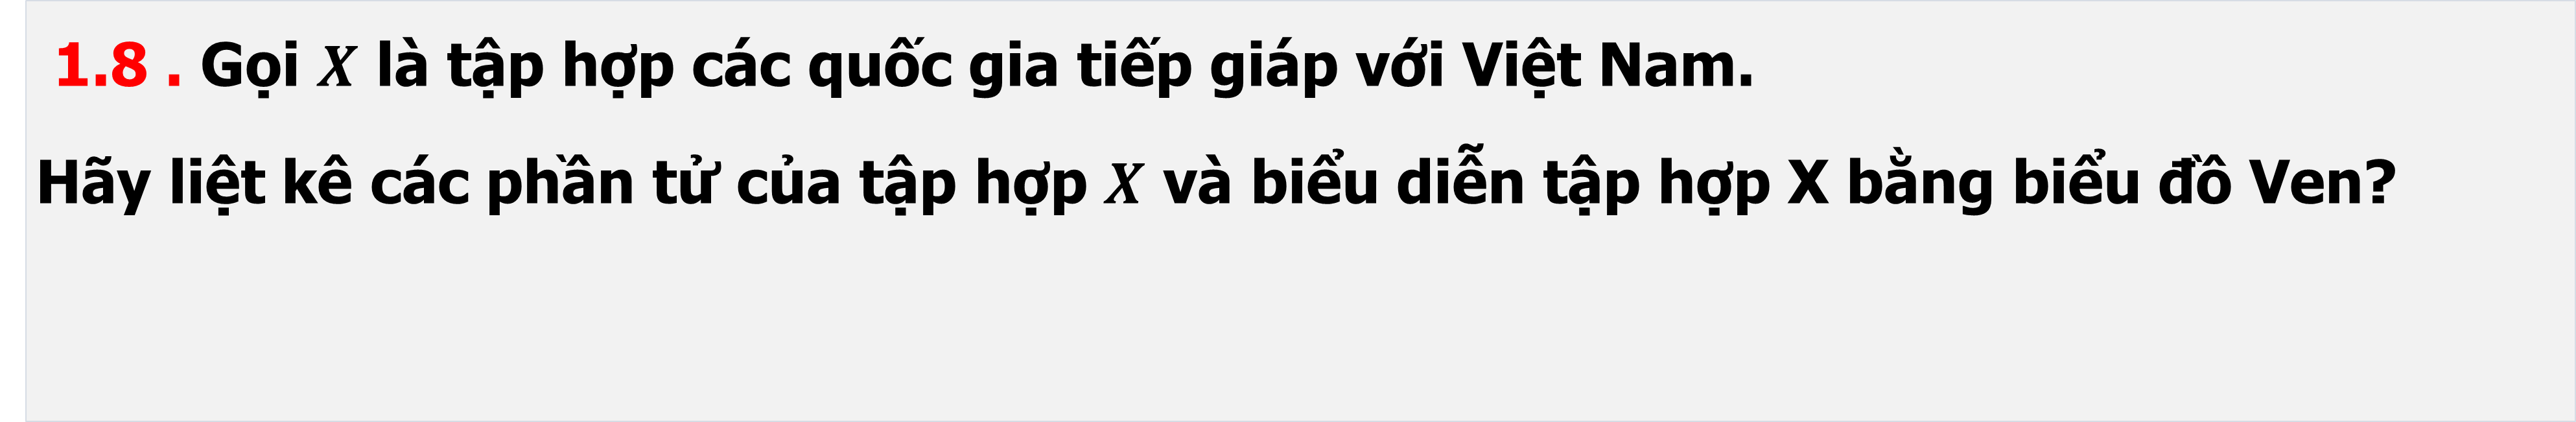 1.8 . Gọi X là tập hợp các quốc gia tiếp giáp với Việt Nam.
Hãy liệt kê các phần tử của tập hợp X và biểu diễn tập hợp X bằng biểu đồ Ven?